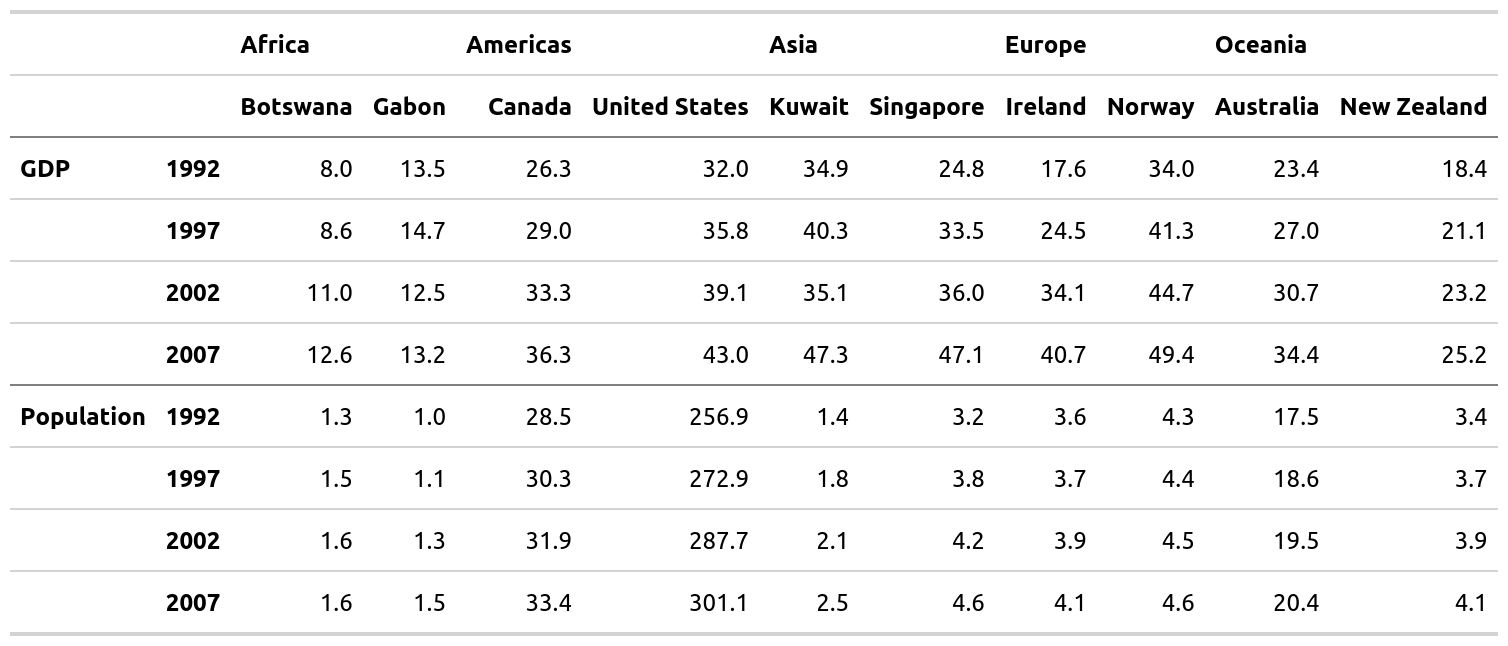 Africa Americas Asia Europe Oceania
Botswana Gabon Canada United States Kuwait Singapore Ireland Norway Australia New Zealand
GDP 1992 8.0 13.5 26.3 32.0 34.9 24.8 17.6 34.0 23.4 18.4
1997 8.6 14.7 29.0 35.8 40.3 33.5 24.5 41.3 27.0 21.1
2002 11.0 12.5 33.3 39.1 35.1 36.0 34.1 44.7 30.7 23.2
2007 12.6 13.2 36.3 43.0 47.3 47.1 40.7 49.4 34.4 25.2
Population 1992 1.3 1.0 28.5 256.9 1.4 3.2 3.6 4.3 17.5 3.4
1997 1.5 1.1 30.3 272.9 1.8 3.8 3.7 4.4 18.6 3.7
2002 1.6 1.3 31.9 287.7 2.1 4.2 3.9 4.5 19.5 3.9
2007 1.6 1.5 33.4 301.1 2.5 4.6 4.1 4.6 20.4 4.1